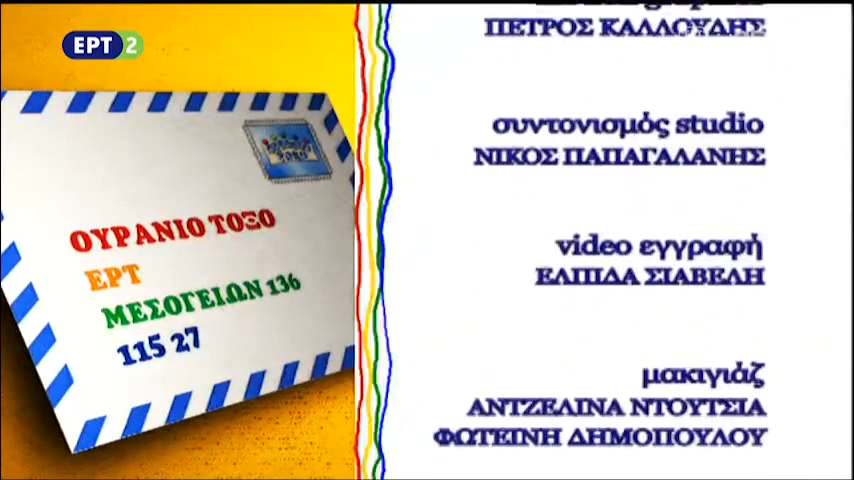 ΕΡΤ2
ΟΥΡΑΝΙΟ ΤΟΞΟ
ΕΡΤ
ΜΕΣΟΓΕΙΩΝ 136
115 27
ΠΕΤΡΟΣ ΚΑΛΛΟΥΔΗΣ
συντονισμός studio
ΝΙΚΟΣ ΠΑΠΑΓΑΛΑΝΗΣ
video εγγραφή
ΕΛΠΙΔΑ ΣΙΑΒΕΛΗ
μακιγιάζ
ΑΝΤΖΕΛΙΝΑ ΝΤΟΥΤΣΙΑ
ΦΩΤΕΙΝΗ ΔΗΜΟΠΟΥΛΟΥ